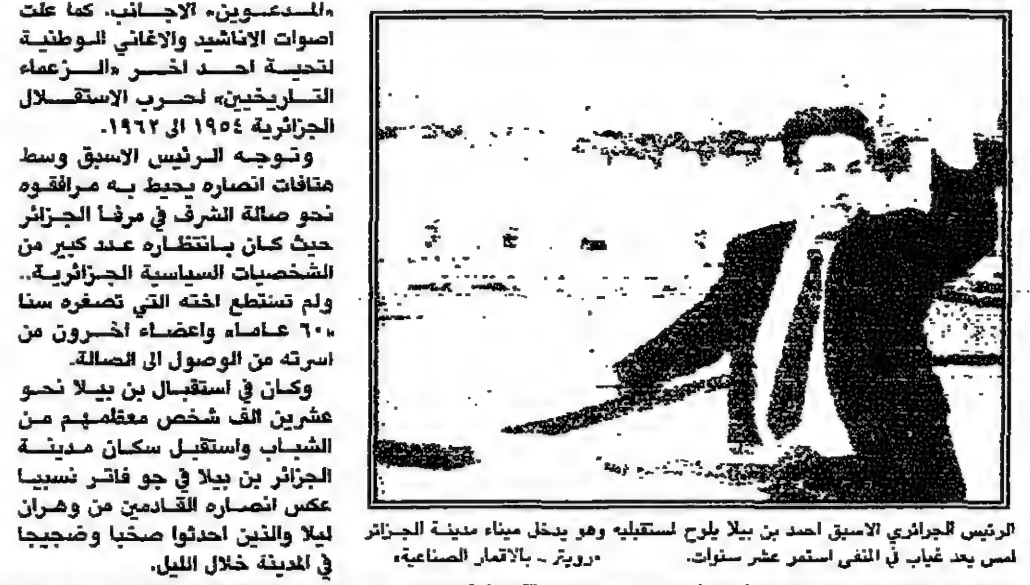 «المدعوين» الاجانب. كما علت
اصوات الاناشيد والاغاني الوطنية
لتحية احد اخر «الزعماء
التاريخيين» لحرب الاستقلال
الجزائرية ١٩٥٤ الى ١٩٦٢.
وتوجه الرئيس الاسبق وسط
هتافات انصاره يحيط به مرافقوه
نحو صالة الشرف في مرفأ الجزائر
حيث كان بانتظاره عدد كبير من
الشخصيات السياسية الجزائرية..
ولم تستطع اخته التي تصغره سنا
«٦٠ عاما» واعضاء اخرون من
اسرته من الوصول الى الصالة.
وكان في استقبال بن بيلا نحو
عشرين الف شخص معظمهم من
الشباب واستقبل سكان مدينة
الجزائر بن بيلا في جو فاتر نسبيا
عكس انصاره القادمين من وهران
ليلا والذين احدثوا صخبا وضجيجا
في المدينة خلال الليل.
الرئيس الجزائري الاسبق احمد بن بيلا يلوح لمستقبليه وهو يدخل ميناء مدينة الجزائر
امس بعد غياب في المنفى استمر عشر سنوات. «رويتر ـ بالاقمار الصناعية»